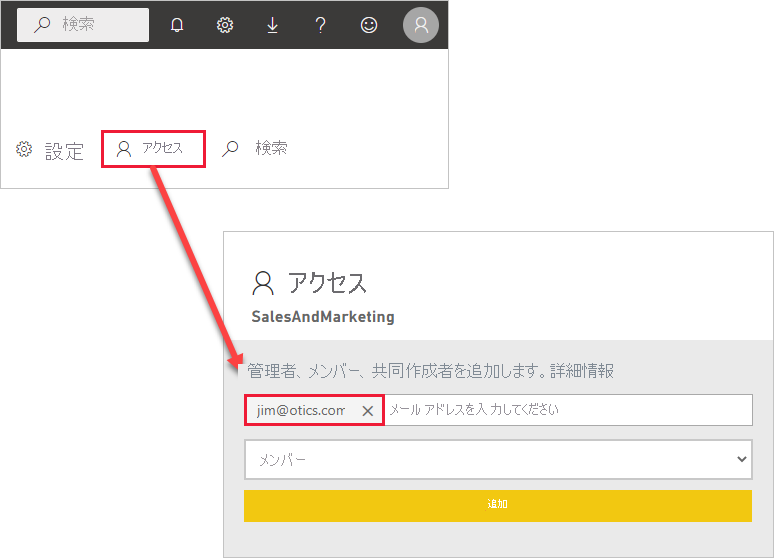 検索
設定 アクセス 検索
アクセス
SalesAndMarketing
管理者、メンバー、共同作成者を追加します。詳細情報
jim@otics.com メール アドレスを入力してください
メンバー
追加